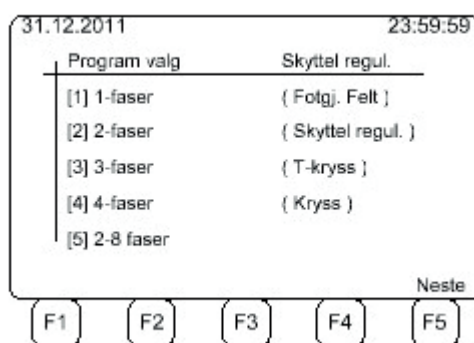 31.12.2011 23:59:59
Program valg Skyttel regul.
[1] 1-faser ( Fotgj. Felt )
[2] 2-faser ( Skyttel regul. )
[3] 3-faser ( T-kryss )
[4] 4-faser ( Kryss )
[5] 2-8 faser
Neste
F1 F2 F3 F4 F5